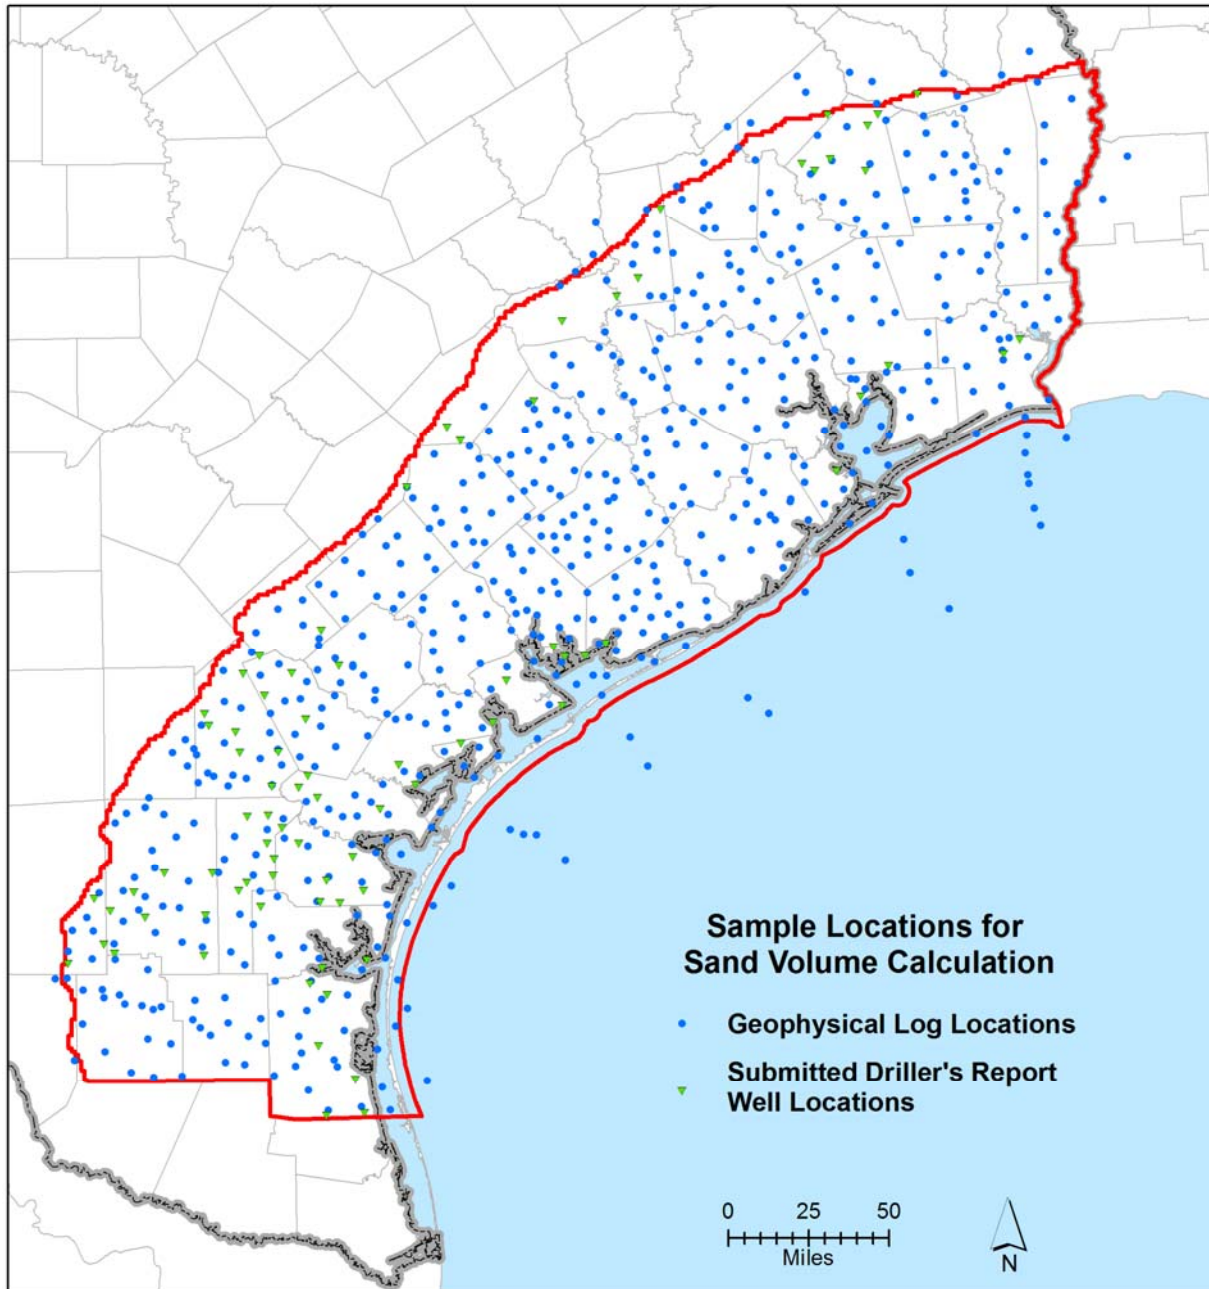 Sample Locations for
Sand Volume Calculation
Geophysical Log Locations
Submitted Driller's Report
Well Locations
0 25 50
Miles
N